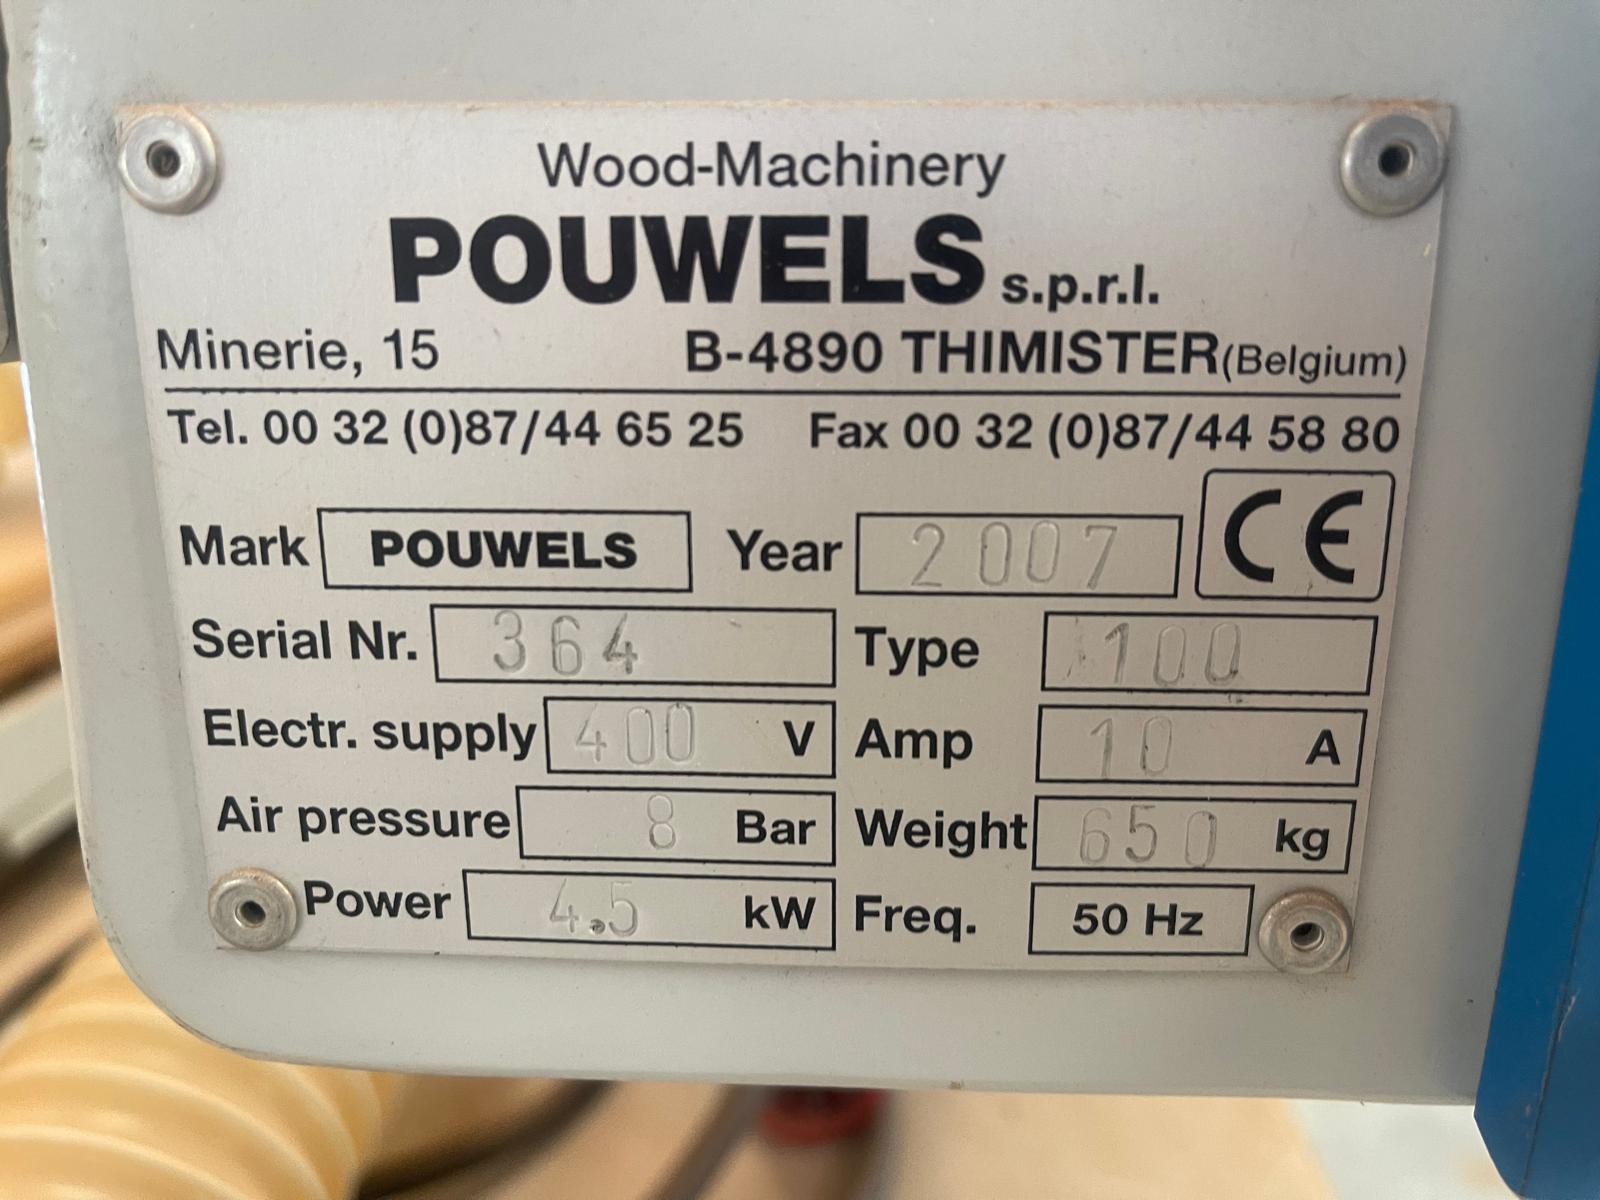 Wood-Machinery
POUWELS s.p.r.l.
Minerie, 15 B-4890 THIMISTER (Belgium)
Tel. 00 32 (0)87/44 65 25 Fax 00 32 (0)87/44 58 80
Mark POUWELS Year 2007 CE
Serial Nr. 364 Type 100
Electr. supply 400 V Amp 10 A
Air pressure 8 Bar Weight 650 kg
Power 4.5 kW Freq. 50 Hz